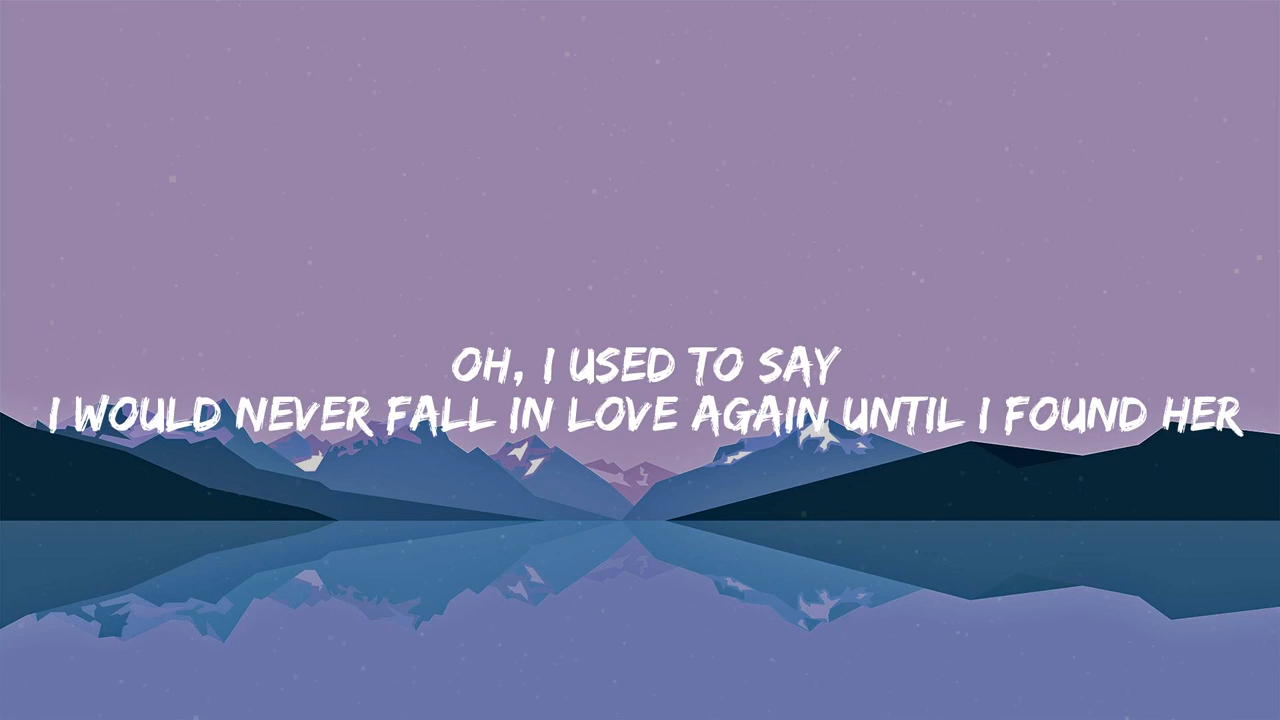 OH, I USED TO SAY
I WOULD NEVER FALL IN LOVE AGAIN UNTIL I FOUND HER